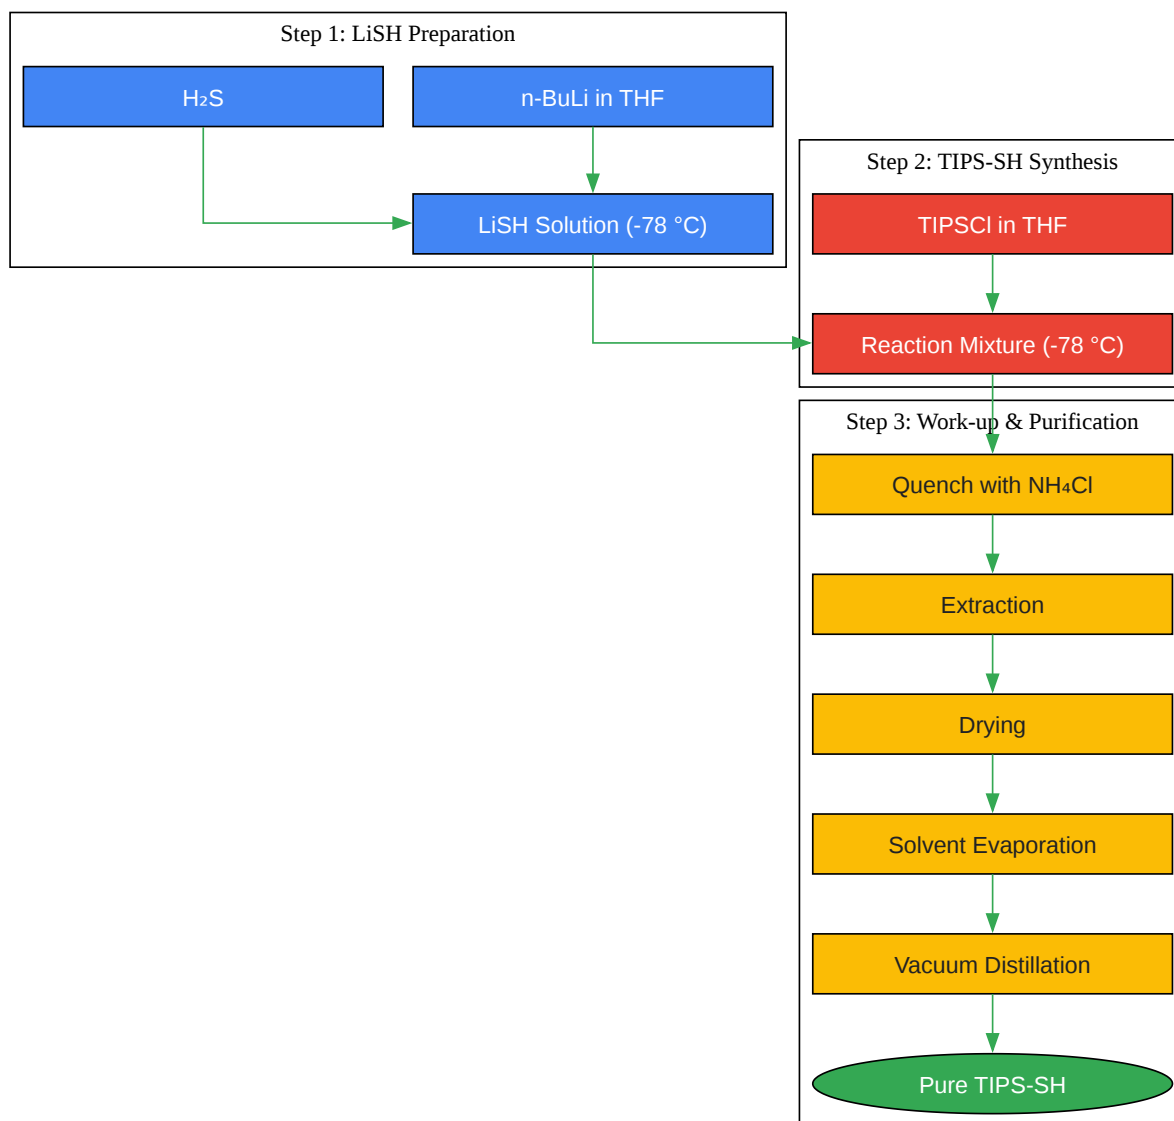 Step 1: LiSH Preparation
H₂S
n-BuLi in THF
LiSH Solution (-78 °C)
Step 2: TIPS-SH Synthesis
TIPSCl in THF
Reaction Mixture (-78 °C)
Step 3: Work-up & Purification
Quench with NH₄Cl
Extraction
Drying
Solvent Evaporation
Vacuum Distillation
Pure TIPS-SH